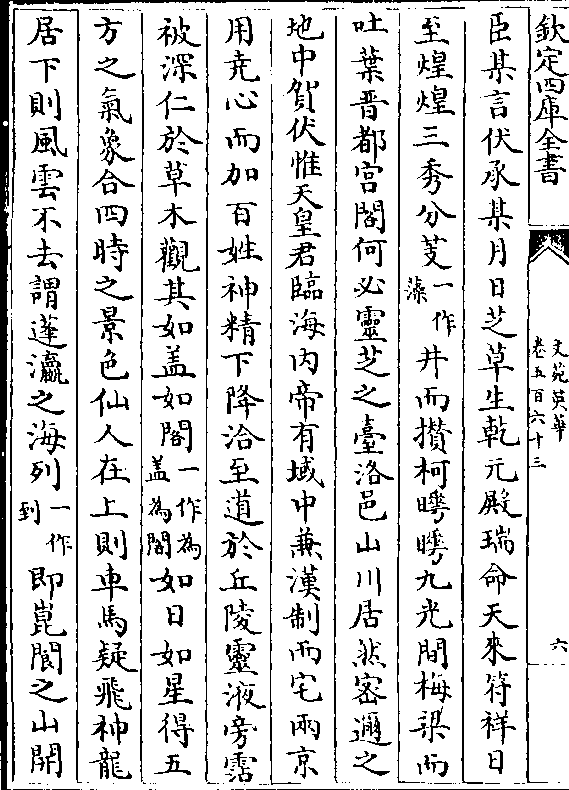 欽定四庫全書
文苑英華
卷五百六十三
六
臣某言伏承某月日芝草生乾元殿瑞命天來符祥日
至煌煌三秀分芰一作藻井而攅柯曄曄九光間梅梁而
吐葉晋都宮閣何必靈芝之臺洛邑山川居然密邇之
地中賀伏惟天皇君臨海内帝有域中兼漢制而宅兩京
用尭心而加百姓神精下降洽至道於丘陵靈液旁霑
被深仁於草木觀其如盖如閣一作為盖為閣如日如星得五
方之氣象合四時之景色仙人在上則車馬疑飛神龍
居下則風雲不去謂蓬瀛之海列一作到即崑閬之山開